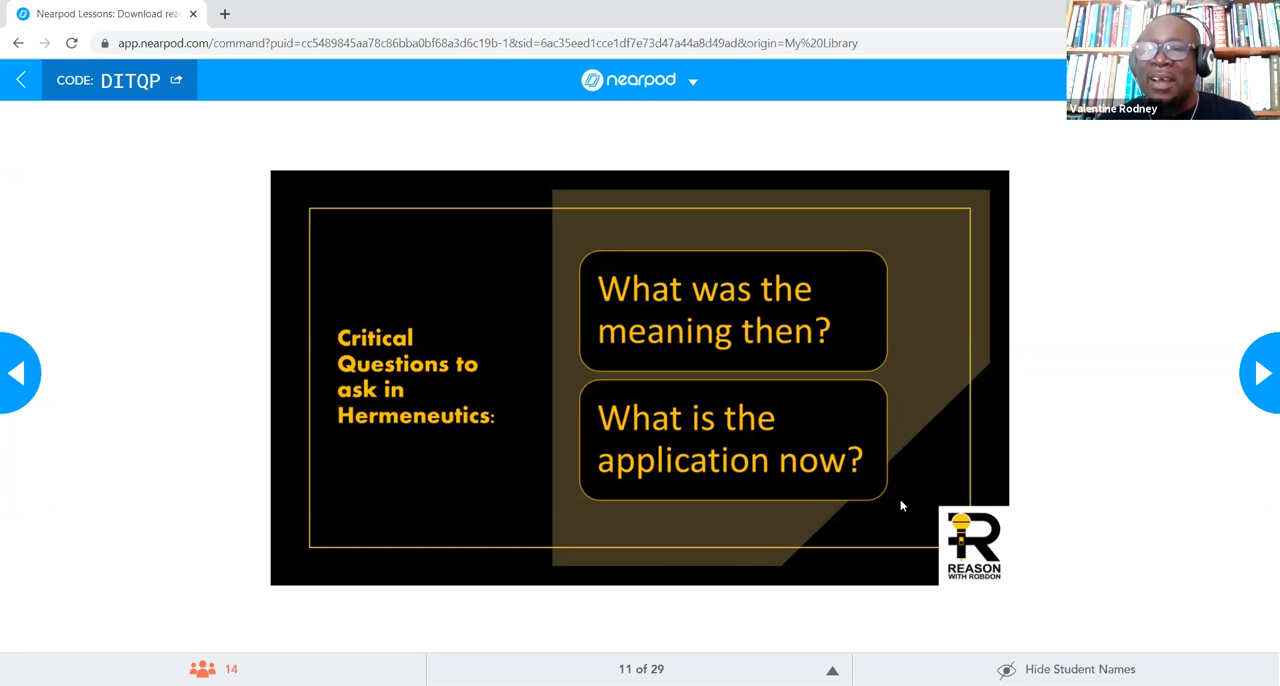 Nearpod Lessons: Download rea
app.nearpod.com/command?puid=cc5489845aa78c86bba0bf68a3d6c19b-1&sid=6ac35eed1cce1df7e73d47a44a8d49ad&origin=My%20Library
CODE: DITQP
nearpod
Valentine Rodney
Critical
Questions to
ask in
Hermeneutics:
What was the
meaning then?
What is the
application now?
R
REASON
WITH ROBDON
14
11 of 29
Hide Student Names